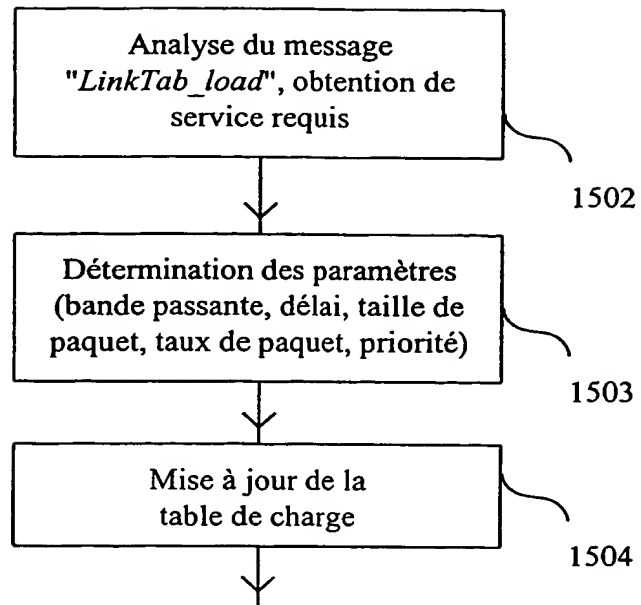 Analyse du message
"LinkTab_load", obtention de
service requis
1502
Détermination des paramètres
(bande passante, délai, taille de
paquet, taux de paquet, priorité)
1503
Mise à jour de la
table de charge
1504